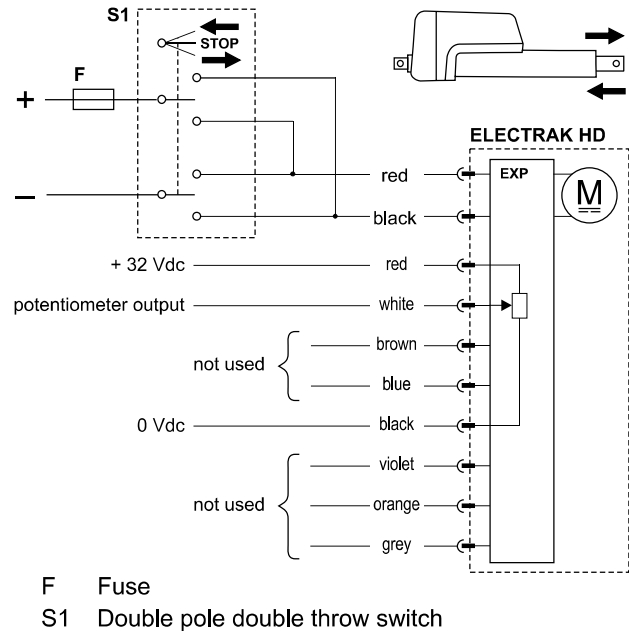 S1
STOP
F
+
−
ELECTRAK HD
EXP
M
red
black
+ 32 Vdc red
potentiometer output white
brown
not used
blue
0 Vdc black
violet
not used orange
grey
F Fuse
S1 Double pole double throw switch